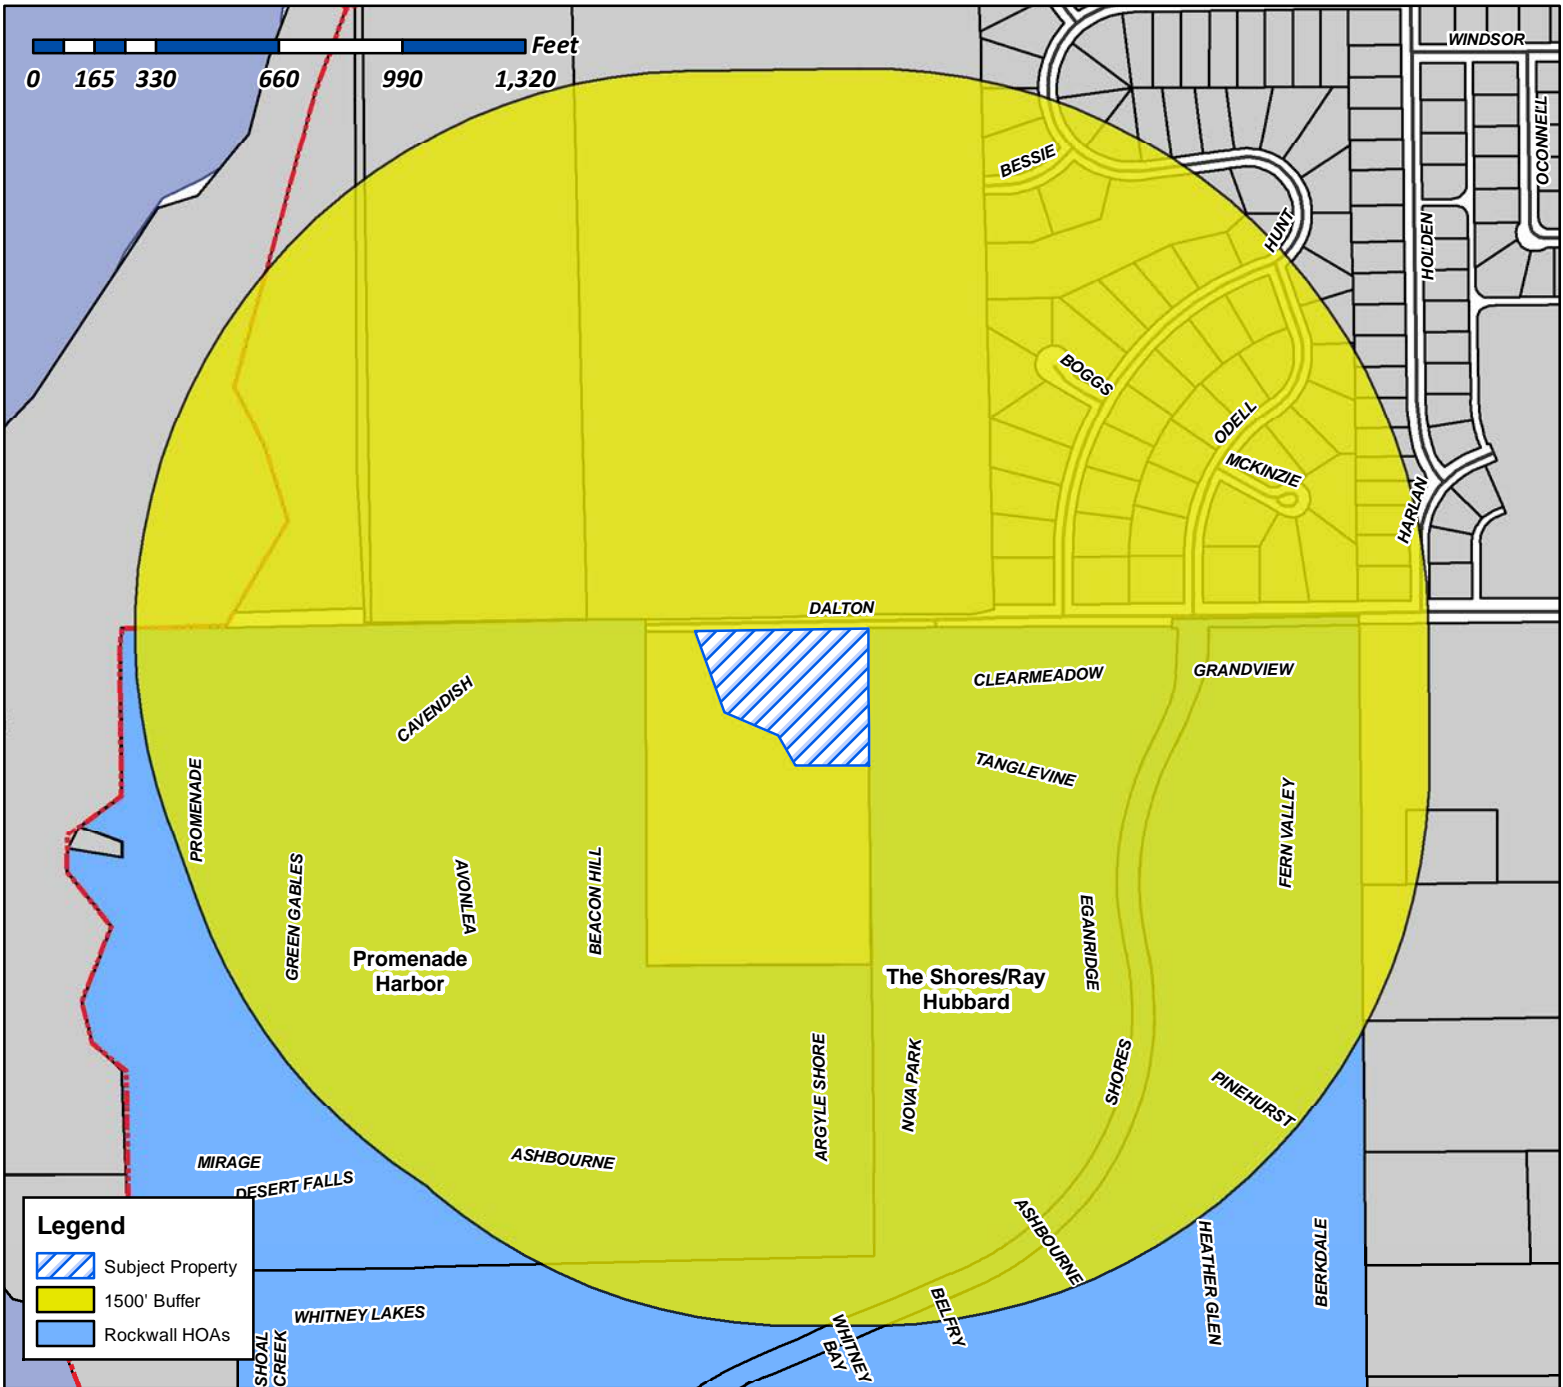 Feet
0 165 330 660 990 1,320
WINDSOR
OCONNELL
BESSIE
HUNT
HOLDEN
BOGGS
ODELL
MCKINZIE
HARLAN
DALTON
CLEARMEADOW
GRANDVIEW
CAVENDISH
TANGLEVINE
PROMENADE
FERN VALLEY
GREEN GABLES
AVONLEA
BEACON HILL
EGANRIDGE
Promenade
Harbor
The Shores/Ray
Hubbard
ARGYLE SHORE
NOVA PARK
SHORES
PINEHURST
MIRAGE
ASHBOURNE
DESERT FALLS
ASHBOURNE
HEATHER GLEN
BERKDALE
Legend
Subject Property
1500' Buffer
Rockwall HOAs
WHITNEY LAKES
SHOAL
CREEK
WHITNEY
BAY
BELFRY